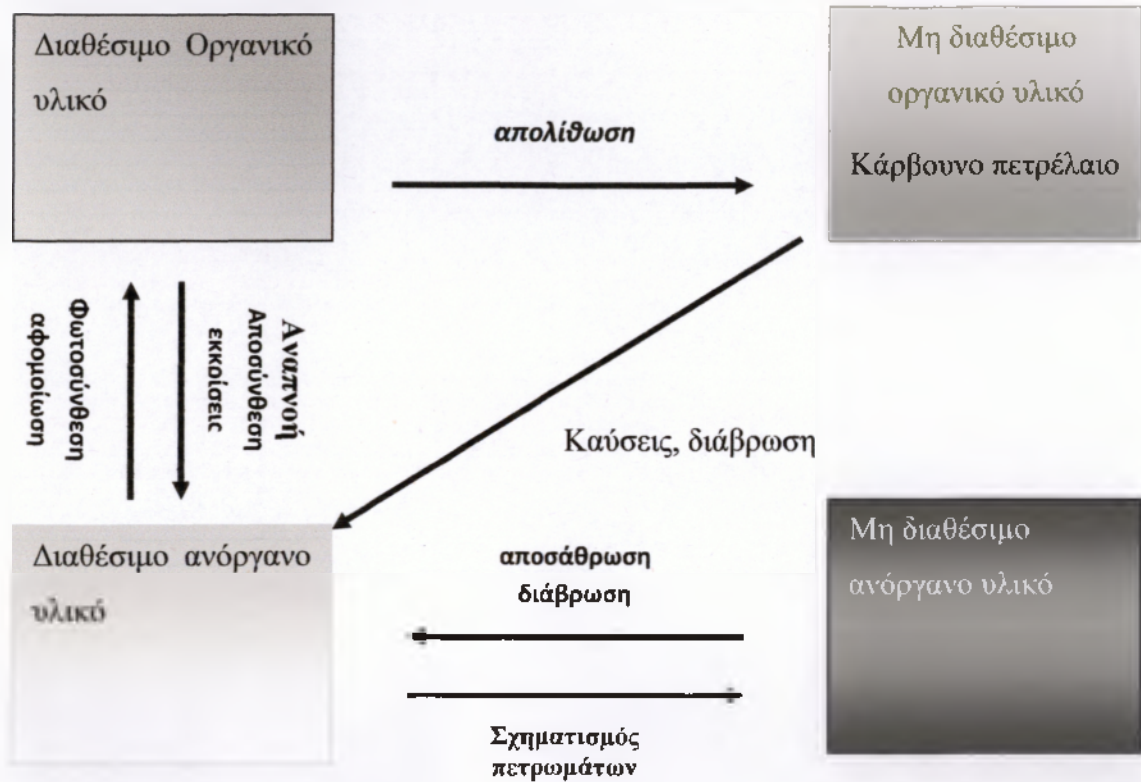 Διαθέσιμο Οργανικό
υλικό
Μη διαθέσιμο
οργανικό υλικό
Κάρβουνο πετρέλαιο
απολίθωση
Φωτοσύνθεση
αφομοίωση
Αναπνοή
Αποσύνθεση
εκκοίσεις
Καύσεις, διάβρωση
Διαθέσιμο ανόργανο
υλικό
αποσάθρωση
διάβρωση
Μη διαθέσιμο
ανόργανο υλικό
Σχηματισμός
πετρωμάτων